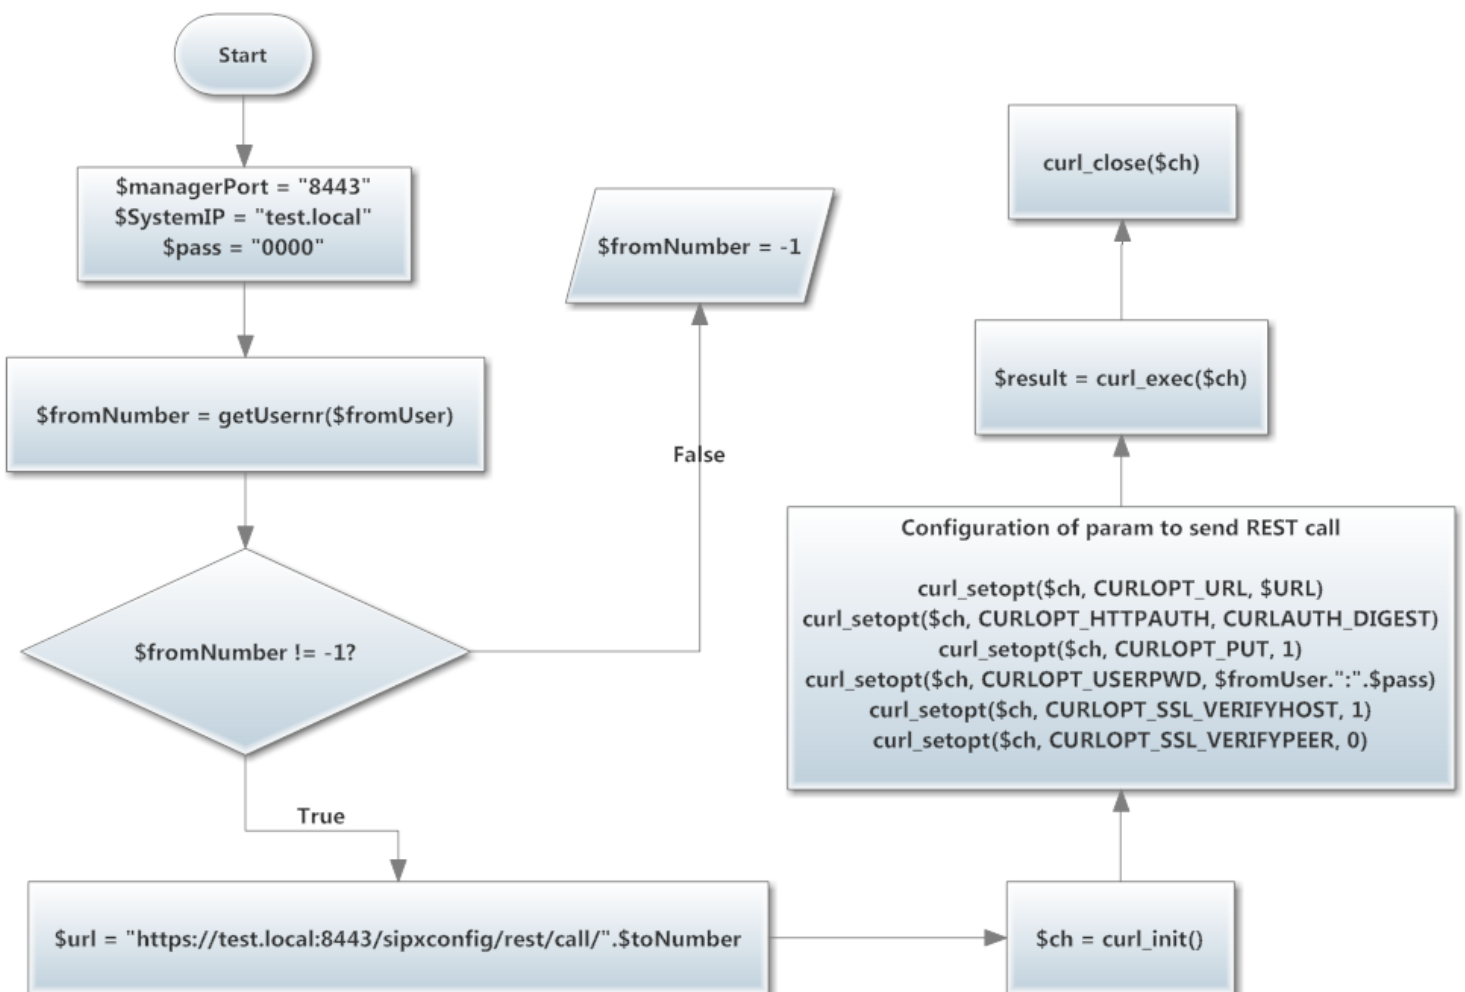 Start
$managerPort = "8443"
$SystemIP = "test.local"
$pass = "0000"
$fromNumber = getUsernr($fromUser)
$fromNumber != -1?
False
$fromNumber = -1
True
$url = "https://test.local:8443/sipxconfig/rest/call/".$toNumber
$ch = curl_init()
Configuration of param to send REST call
curl_setopt($ch, CURLOPT_URL, $URL)
curl_setopt($ch, CURLOPT_HTTPAUTH, CURLAUTH_DIGEST)
curl_setopt($ch, CURLOPT_PUT, 1)
curl_setopt($ch, CURLOPT_USERPWD, $fromUser.":".$pass)
curl_setopt($ch, CURLOPT_SSL_VERIFYHOST, 1)
curl_setopt($ch, CURLOPT_SSL_VERIFYPEER, 0)
$result = curl_exec($ch)
curl_close($ch)